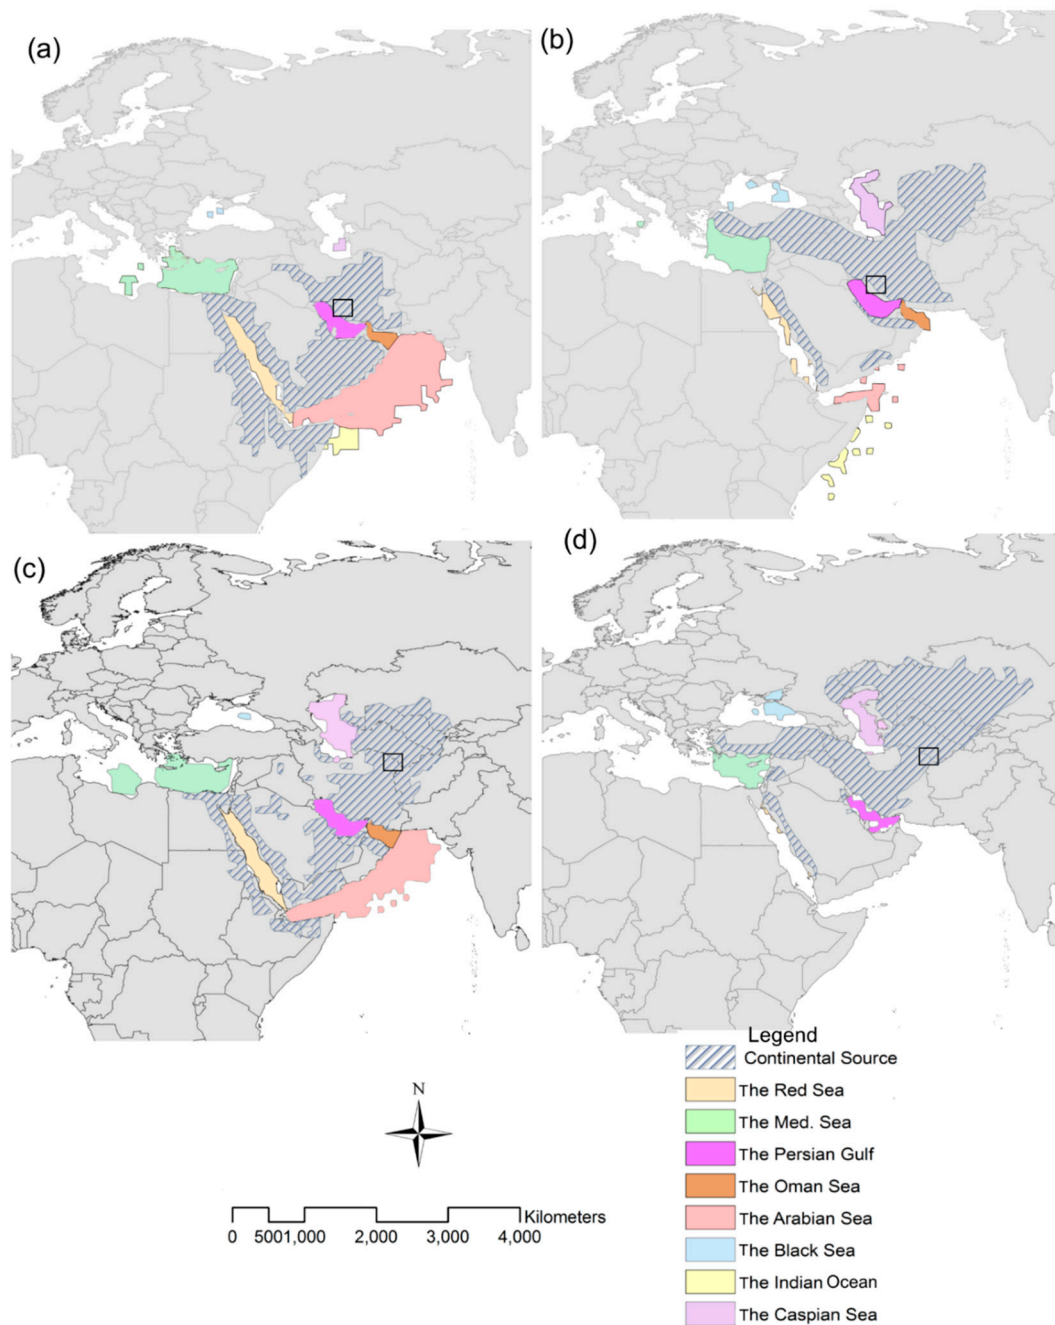 (a)
(b)
(c)
(d)
Legend
Continental Source
The Red Sea
The Med. Sea
The Persian Gulf
The Oman Sea
The Arabian Sea
The Black Sea
The Indian Ocean
The Caspian Sea
N
Kilometers
0 5001,000 2,000 3,000 4,000